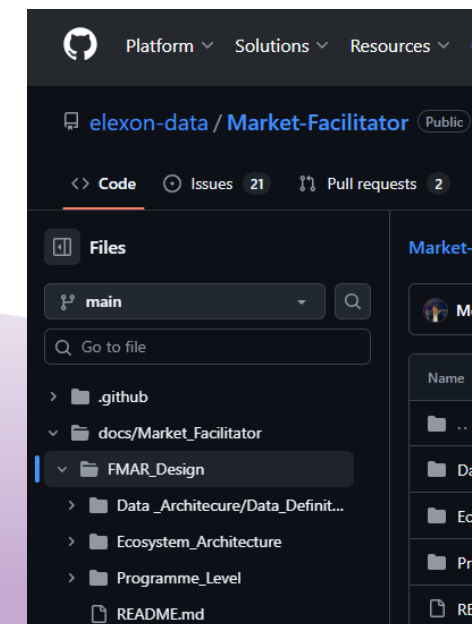 Platform Solutions Resources
elexon-data / Market-Facilitator Public
Code Issues 21 Pull requests 2
Files
main
Go to file
.github
docs/Market_Facilitator
FMAR_Design
Data _Architecure/Data_Definit...
Ecosystem_Architecture
Programme_Level
README.md
Market-
Name
..